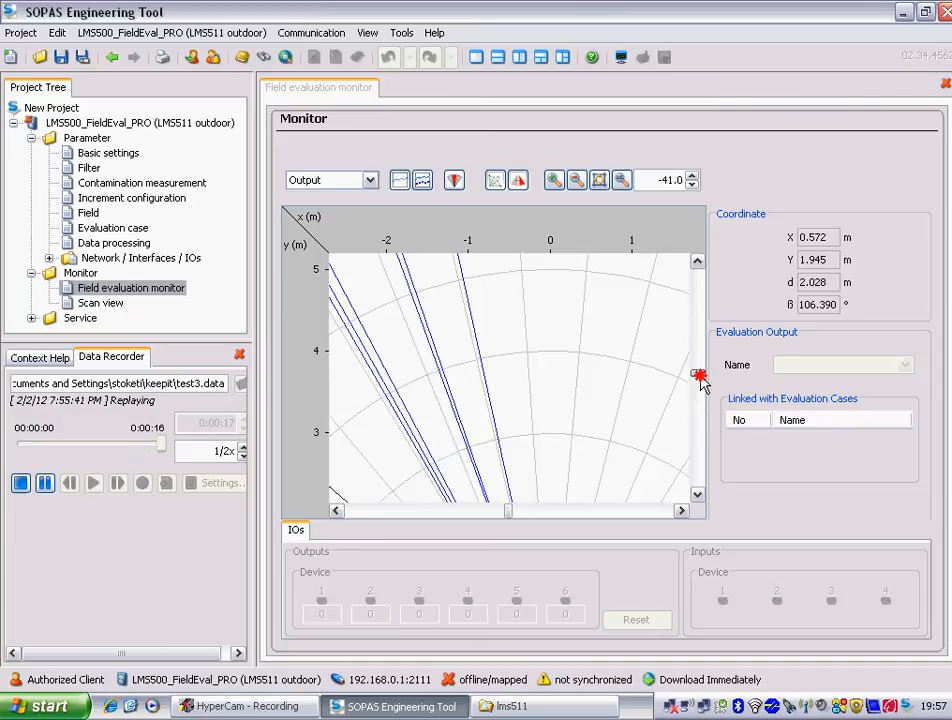 SOPAS Engineering Tool
Project Edit LMS500_FieldEval_PRO (LMS511 outdoor) Communication View Tools Help
02.34,4562
Project Tree
New Project
LMS500_FieldEval_PRO (LMS511 outdoor)
Parameter
Basic settings
Filter
Contamination measurement
Increment configuration
Field
Evaluation case
Data processing
Network / Interfaces / IOs
Monitor
Field evaluation monitor
Scan view
Service
Context Help Data Recorder
:uments and Settings\stoketi\keepit\test3.data
[ 2/2/12 7:55:41 PM ] Replaying
00:00:00 0:00:16 0:00:17
1/2x
Settings..
Field evaluation monitor
Monitor
Output -41.0
x (m)
y (m)
-2 -1 0 1
5
4
3
Coordinate
X 0.572 m
Y 1.945 m
d 2.028 m
ß 106.390 °
Evaluation Output
Name
Linked with Evaluation Cases
No Name
IOs
Outputs
Device
1 2 3 4 5 6
0 0 0 0 0 0
Reset
Inputs
Device
1 2 3 4
Authorized Client LMS500_FieldEval_PRO (LMS511 outdoor) 192.168.0.1:2111 offline/mapped not synchronized Download Immediately
start HyperCam - Recording SOPAS Engineering Tool lms511 19:57